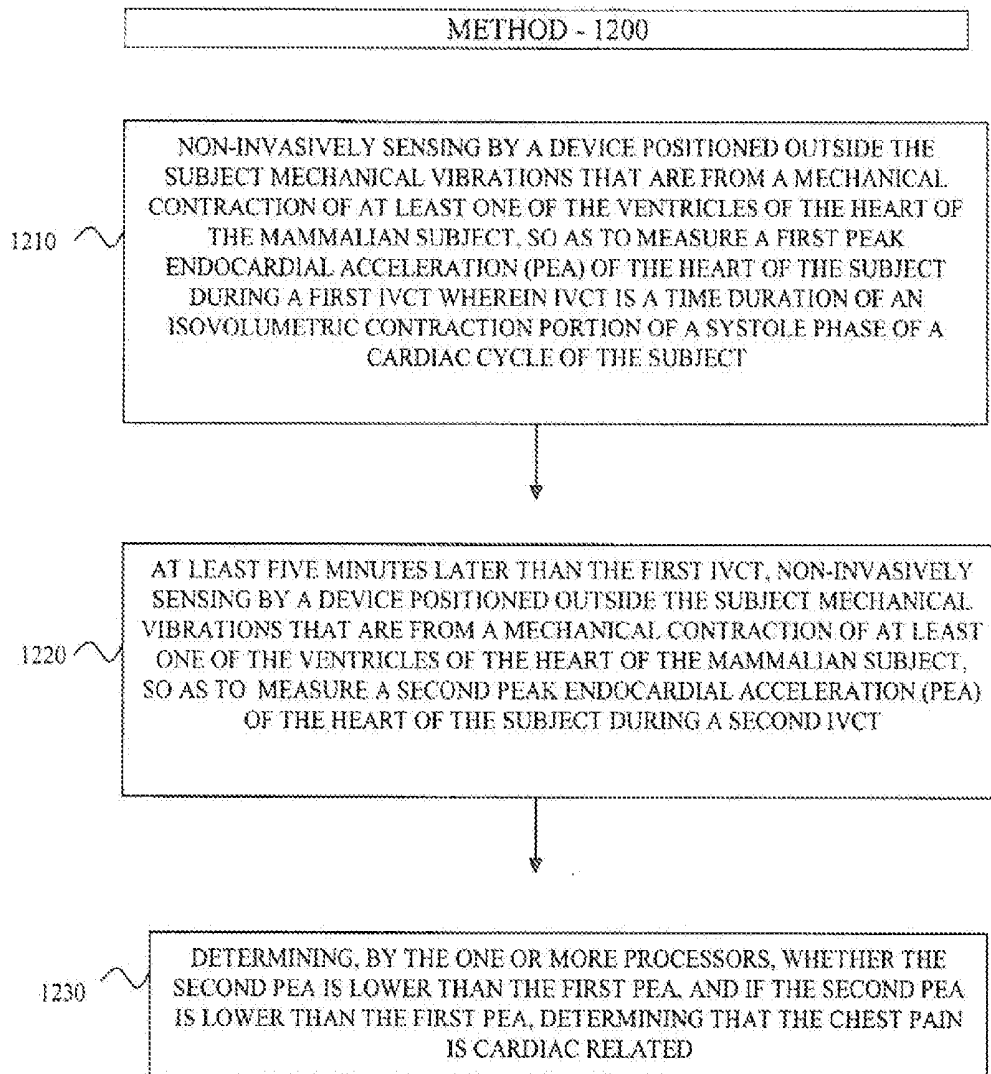 METHOD - 1200
NON-INVASIVELY SENSING BY A DEVICE POSITIONED OUTSIDE THE
SUBJECT MECHANICAL VIBRATIONS THAT ARE FROM A MECHANICAL
CONTRACTION OF AT LEAST ONE OF THE VENTRICLES OF THE HEART OF
THE MAMMALIAN SUBJECT, SO AS TO MEASURE A FIRST PEAK
ENDOCARDIAL ACCELERATION (PEA) OF THE HEART OF THE SUBJECT
DURING A FIRST IVCT WHEREIN IVCT IS A TIME DURATION OF AN
ISOVOLUMETRIC CONTRACTION PORTION OF A SYSTOLE PHASE OF A
CARDIAC CYCLE OF THE SUBJECT
1210
AT LEAST FIVE MINUTES LATER THAN THE FIRST IVCT, NON-INVASIVELY
SENSING BY A DEVICE POSITIONED OUTSIDE THE SUBJECT MECHANICAL
VIBRATIONS THAT ARE FROM A MECHANICAL CONTRACTION OF AT LEAST
ONE OF THE VENTRICLES OF THE HEART OF THE MAMMALIAN SUBJECT,
SO AS TO MEASURE A SECOND PEAK ENDOCARDIAL ACCELERATION (PEA)
OF THE HEART OF THE SUBJECT DURING A SECOND IVCT
1220
DETERMINING, BY THE ONE OR MORE PROCESSORS, WHETHER THE
SECOND PEA IS LOWER THAN THE FIRST PEA, AND IF THE SECOND PEA
IS LOWER THAN THE FIRST PEA, DETERMINING THAT THE CHEST PAIN
IS CARDIAC RELATED
1230